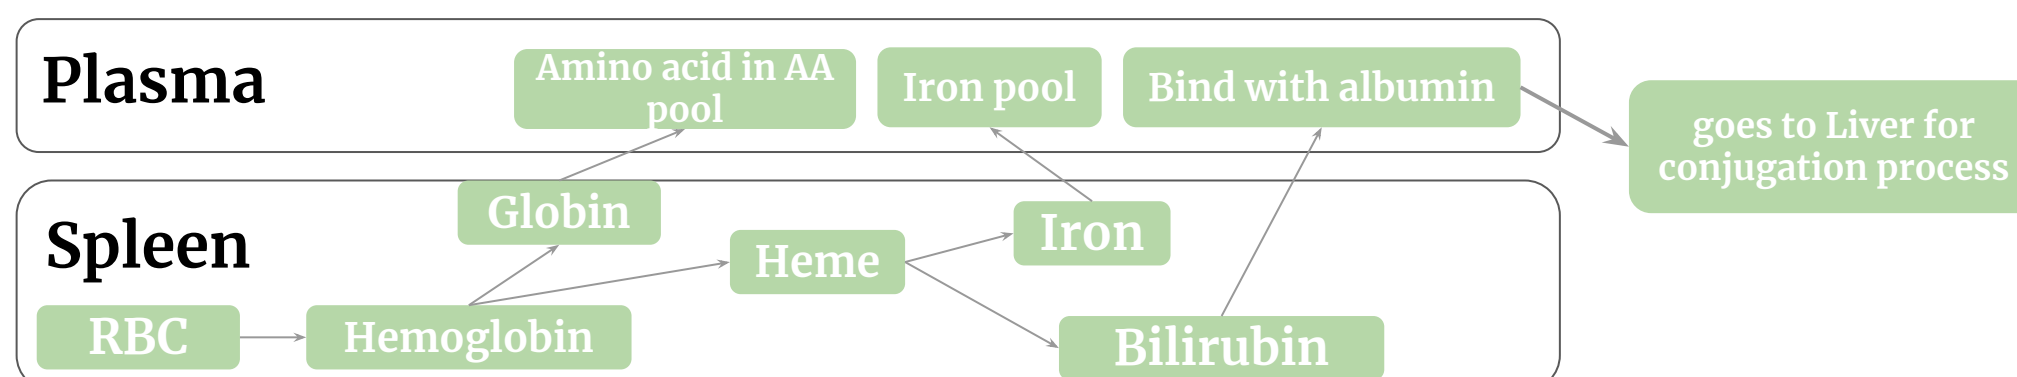 Plasma
Amino acid in AA
pool
Iron pool
Bind with albumin
goes to Liver for
conjugation process
Spleen
Globin
Iron
Heme
RBC
Hemoglobin
Bilirubin